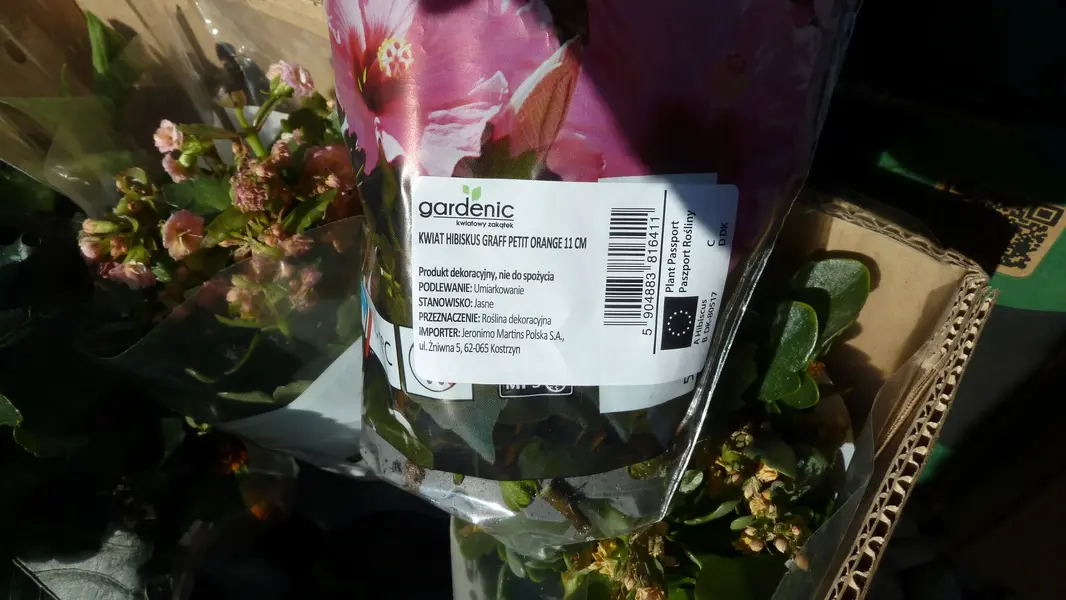 gardenic
kwiatowy zakątek
KWIAT HIBISKUS GRAFF PETIT ORANGE 11 CM
Produkt dekoracyjny, nie do spożycia
PODLEWANIE: Umiarkowanie
STANOWISKO: Jasne
PRZEZNACZENIE: Roślina dekoracyjna
IMPORTER: Jeronimo Martins Polska S.A.,
ul. Żniwna 5, 62-065 Kostrzyn
5 904883 816411
Plant Passport
Paszport Rośliny
A Hibiscus
B DK-80517
C
D DK
C
5